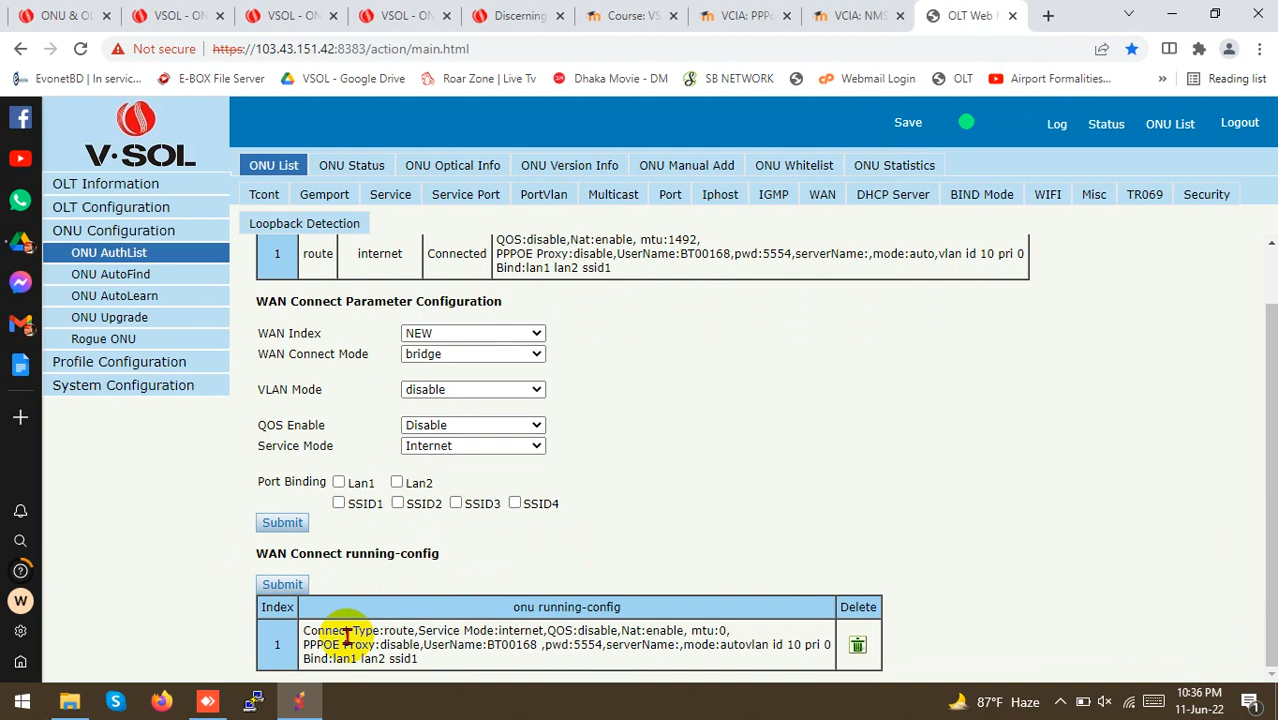 ONU & OL
VSOL - ON
VSOL - ON
VSOL - ON
Discerning
Course: VS
VCIA: PPPo
VCIA: NMS
OLT Web M
Not secure
https://103.43.151.42:8383/action/main.html
EvonetBD | In servic...
E-BOX File Server
VSOL - Google Drive
Roar Zone | Live Tv
Dhaka Movie - DM
SB NETWORK
Webmail Login
OLT
Airport Formalities...
»
Reading list
V·SOL
Save
Log
Status
ONU List
Logout
OLT Information
OLT Configuration
ONU Configuration
ONU AuthList
ONU AutoFind
ONU AutoLearn
ONU Upgrade
Rogue ONU
Profile Configuration
System Configuration
ONU List
ONU Status
ONU Optical Info
ONU Version Info
ONU Manual Add
ONU Whitelist
ONU Statistics
Tcont
Gemport
Service
Service Port
PortVlan
Multicast
Port
Iphost
IGMP
WAN
DHCP Server
BIND Mode
WIFI
Misc
TR069
Security
Loopback Detection
1
route
internet
Connected
QOS:disable,Nat:enable, mtu:1492,
PPPOE Proxy:disable,UserName:BT00168,pwd:5554,serverName:,mode:auto,vlan id 10 pri 0
Bind:lan1 lan2 ssid1
WAN Connect Parameter Configuration
WAN Index NEW
WAN Connect Mode bridge
VLAN Mode disable
QOS Enable Disable
Service Mode Internet
Port Binding Lan1 Lan2
SSID1 SSID2 SSID3 SSID4
Submit
WAN Connect running-config
Submit
Index
onu running-config
Delete
1
Connect Type:route,Service Mode:internet,QOS:disable,Nat:enable, mtu:0,
PPPOE Proxy:disable,UserName:BT00168 ,pwd:5554,serverName:,mode:autovlan id 10 pri 0
Bind:lan1 lan2 ssid1
W
87°F Haze
10:36 PM
11-Jun-22
1